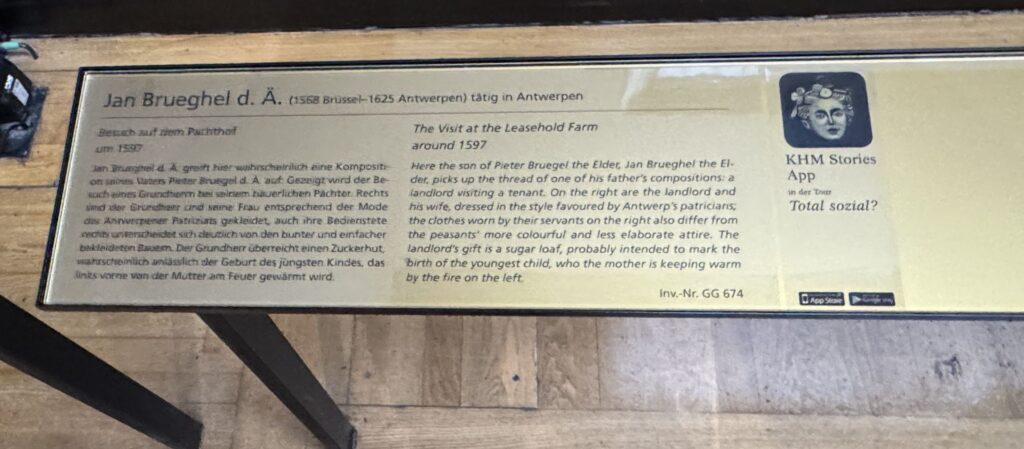 Jan Brueghel d. Ä. (1568 Brüssel–1625 Antwerpen) tätig in Antwerpen
Besuch auf dem Pachthof
um 1597
Jan Brueghel d. Ä. greift hier wahrscheinlich eine Kompositi-
on seines Vaters Pieter Bruegel d. Ä. auf: Gezeigt wird der Be-
such eines Grundherrn bei seinem bäuerlichen Pächter. Rechts
sind der Grundherr und seine Frau entsprechend der Mode
des Antwerpener Patriziats gekleidet, auch ihre Bedienstete
rechts unterscheidet sich deutlich von den bunter und einfacher
bekleideten Bauern. Der Grundherr überreicht einen Zuckerhut,
wahrscheinlich anlässlich der Geburt des jüngsten Kindes, das
links vorne von der Mutter am Feuer gewärmt wird.
The Visit at the Leasehold Farm
around 1597
Here the son of Pieter Bruegel the Elder, Jan Brueghel the El-
der, picks up the thread of one of his father's compositions: a
landlord visiting a tenant. On the right are the landlord and
his wife, dressed in the style favoured by Antwerp's patricians;
the clothes worn by their servants on the right also differ from
the peasants' more colourful and less elaborate attire. The
landlord's gift is a sugar loaf, probably intended to mark the
birth of the youngest child, who the mother is keeping warm
by the fire on the left.
Inv.-Nr. GG 674
KHM Stories
App
in der Tour
Total sozial?
App Store
Google play